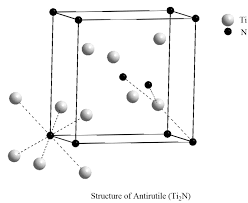 Ti
N
Structure of Antirutile (Ti₂N)